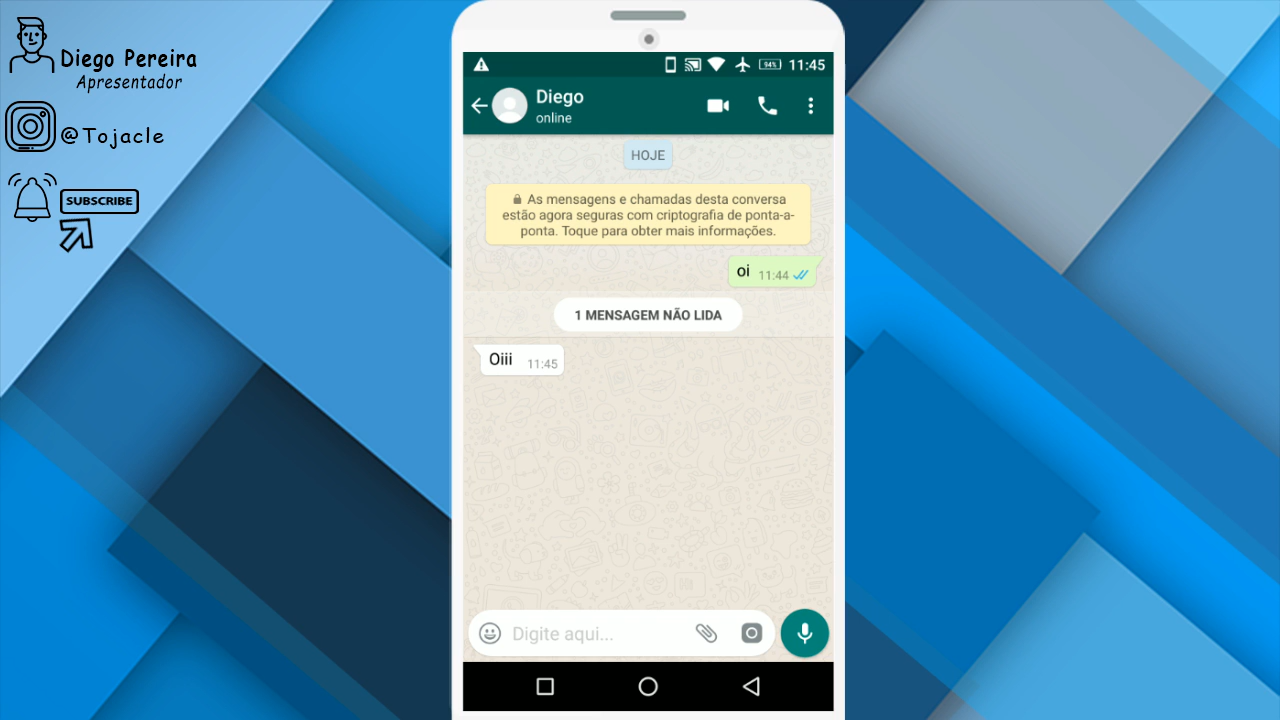 Diego Pereira
Apresentador
@Tojacle
SUBSCRIBE
94% 11:45
Diego
online
HOJE
As mensagens e chamadas desta conversa
estão agora seguras com criptografia de ponta-a-
ponta. Toque para obter mais informações.
oi 11:44
1 MENSAGEM NÃO LIDA
Oiii 11:45
Digite aqui...